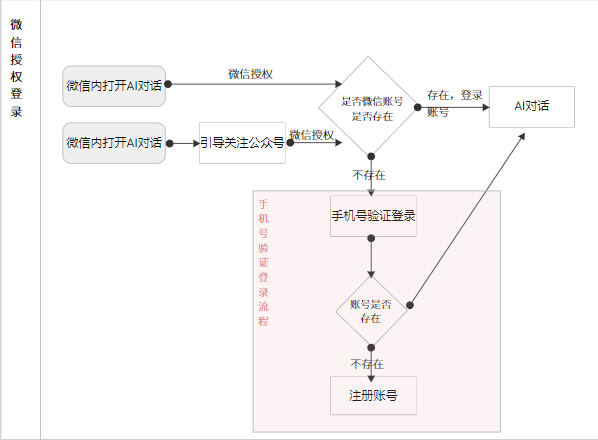 微
信
授
权
登
录
微信内打开AI对话
微信授权
是否微信账号
是否存在
存在，登录
账号
AI对话
微信内打开AI对话
引导关注公众号
微信授权
不存在
手
机
号
验
证
登
录
流
程
手机号验证登录
账号是否
存在
不存在
注册账号